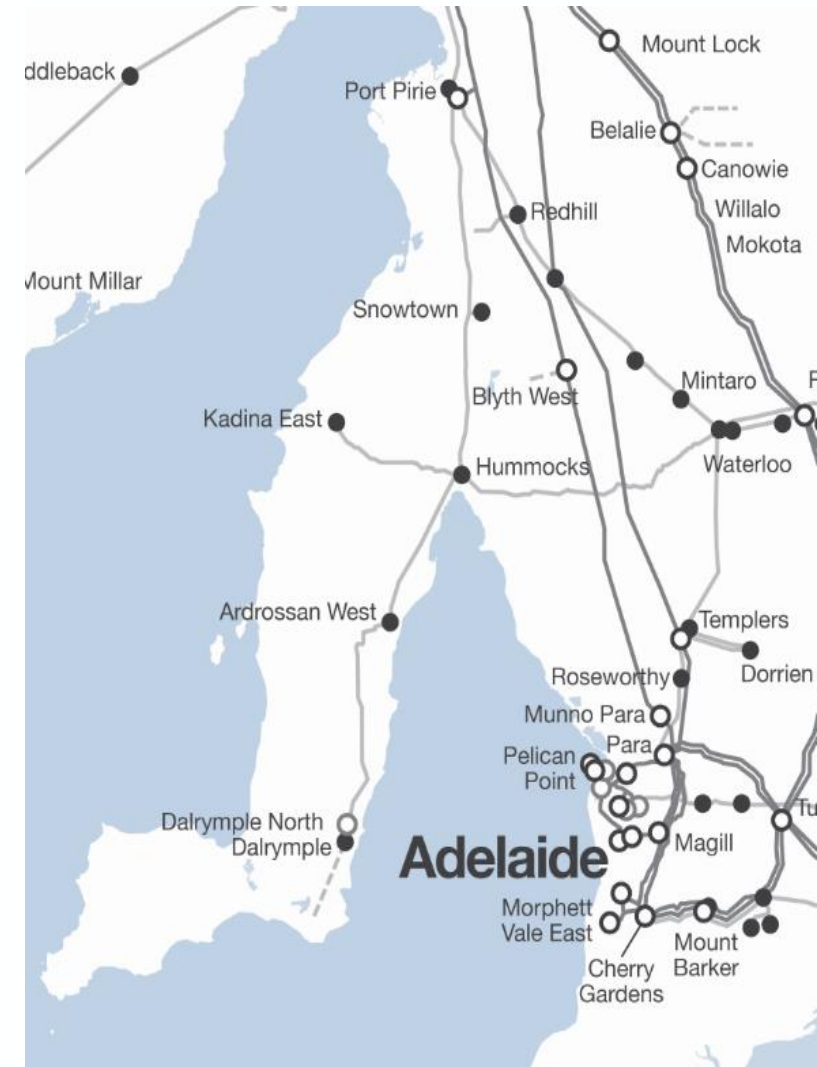 Mount Lock
ddleback
Port Pirie
Belalie
Canowie
Willalo
Redhill
Mokota
Mount Millar
Snowtown
Mintaro
Blyth West
Kadina East
Waterloo
Hummocks
Ardrossan West
Templers
Roseworthy
Dorrien
Munno Para
Para
Pelican
Point
Tu
Dalrymple North
Dalrymple
Magill
Adelaide
Morphett
Vale East
Mount
Barker
Cherry
Gardens